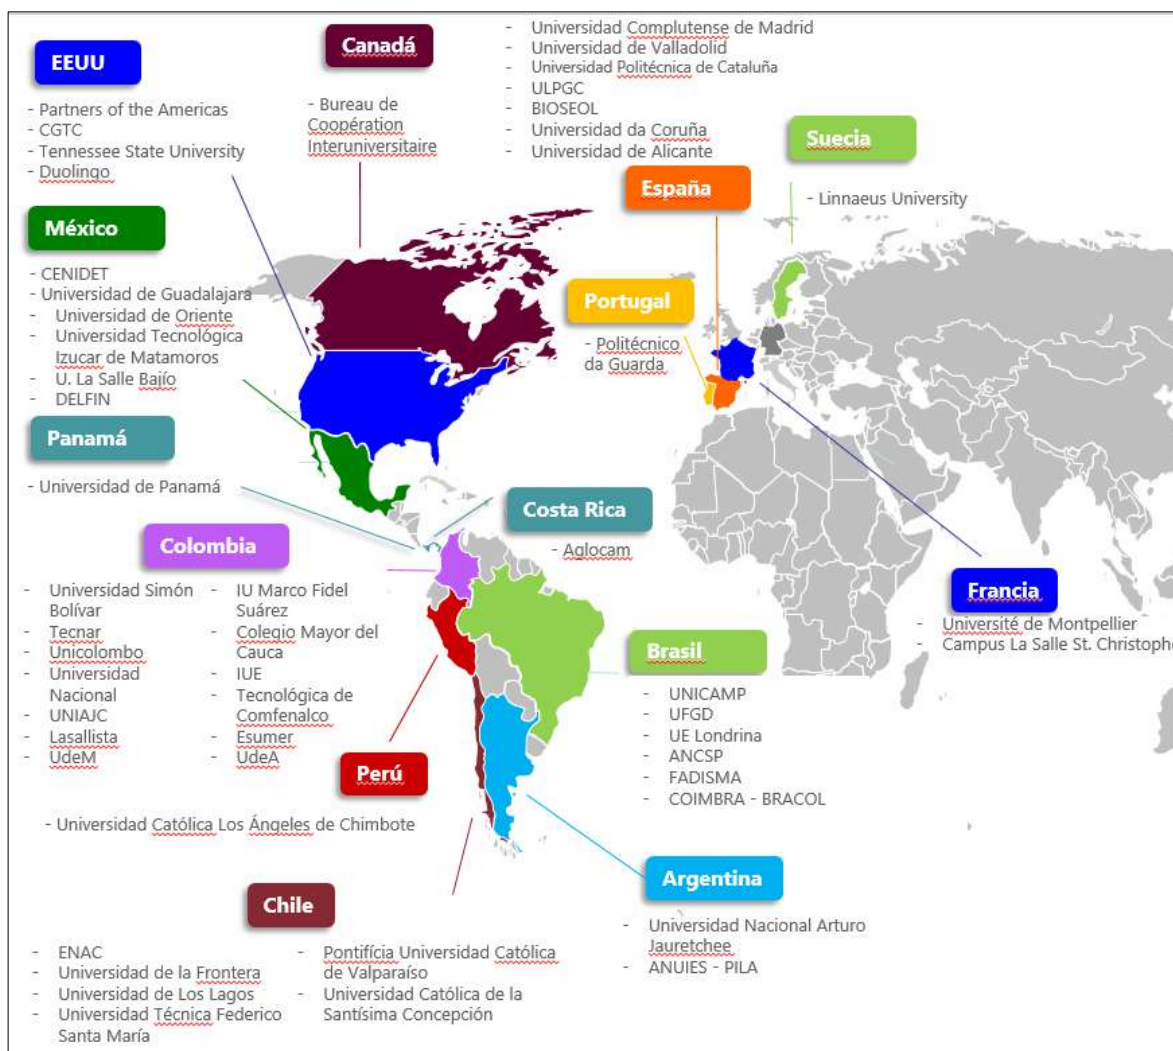 EEUU
- Partners of the Americas
- CGTC
- Tennessee State University
- Duolingo
Canadá
- Bureau de
Coopération
Interuniversitaire
- Universidad Complutense de Madrid
- Universidad de Valladolid
- Universidad Politécnica de Cataluña
- ULPGC
- BIOSEOL
- Universidad da Coruña
- Universidad de Alicante
España
Suecia
- Linnaeus University
México
- CENIDET
- Universidad de Guadalajara
- Universidad de Oriente
- Universidad Tecnológica
Izucar de Matamoros
- U. La Salle Bajío
- DELFIN
Portugal
- Politécnico
da Guarda
Panamá
- Universidad de Panamá
Costa Rica
- Aglocam
Colombia
- Universidad Simón
Bolívar
- Tecnar
- Unicolombo
- Universidad
Nacional
- UNIAJC
- Lasallista
- UdeM
- IU Marco Fidel
Suárez
- Colegio Mayor del
Cauca
- IUE
- Tecnológica de
Comfenalco
- Esumer
- UdeA
Francia
- Université de Montpellier
- Campus La Salle St. Christophe
Brasil
- UNICAMP
- UFGD
- UE Londrina
- ANCSP
- FADISMA
- COIMBRA - BRACOL
Perú
- Universidad Católica Los Ángeles de Chimbote
Argentina
- Universidad Nacional Arturo
Jauretchee
- ANUIES - PILA
Chile
- ENAC
- Universidad de la Frontera
- Universidad de Los Lagos
- Universidad Técnica Federico
Santa María
- Pontifícia Universidad Católica
de Valparaíso
- Universidad Católica de la
Santísima Concepción